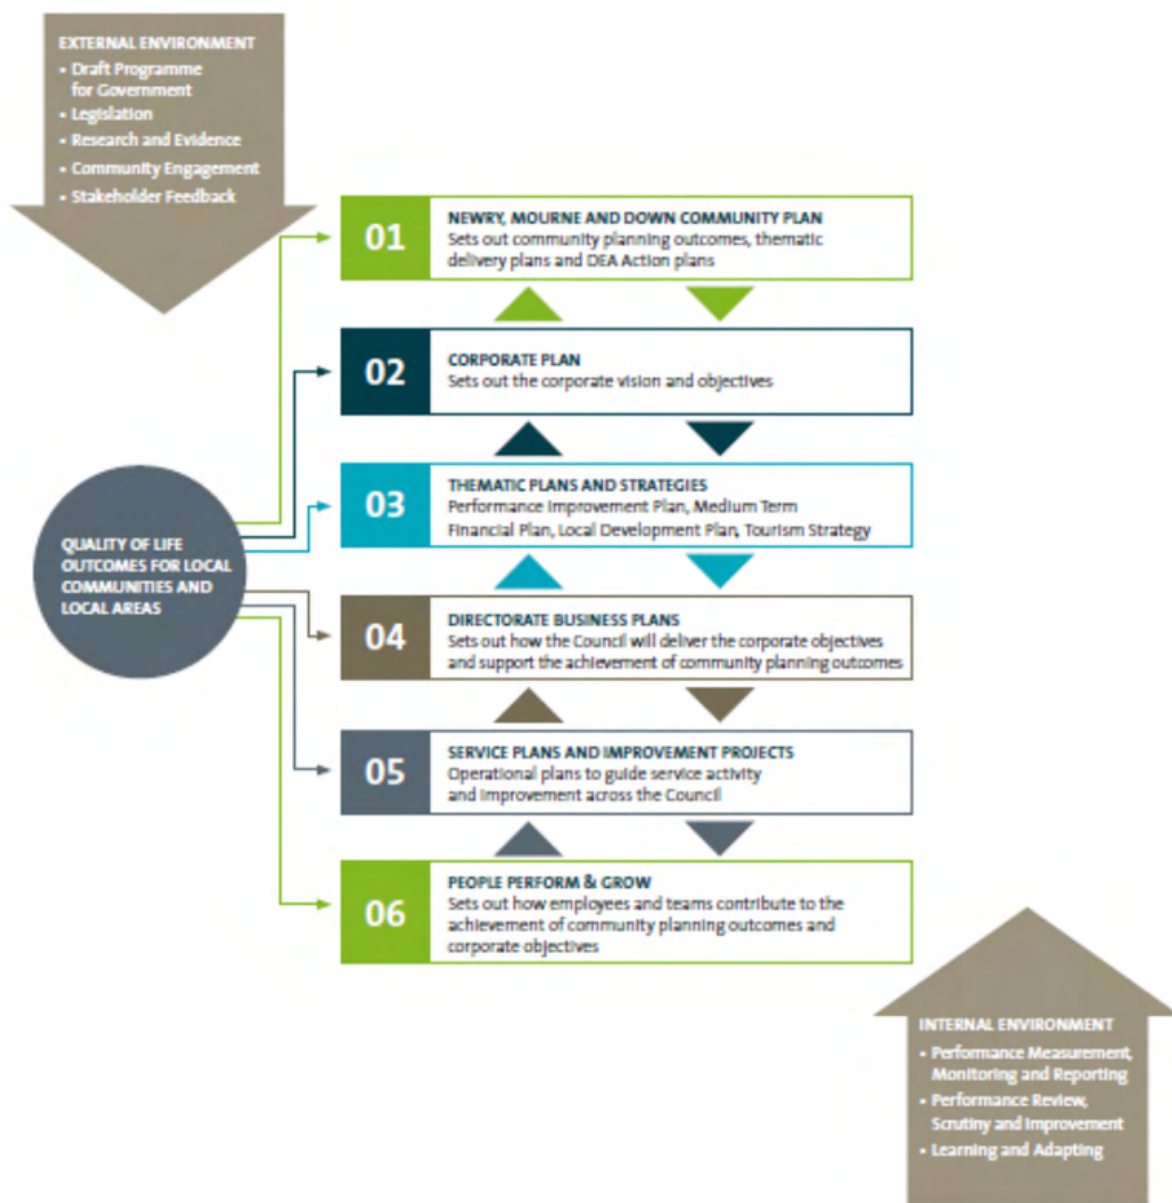 EXTERNAL ENVIRONMENT
• Draft Programme
for Government
• Legislation
• Research and Evidence
• Community Engagement
• Stakeholder Feedback
01
NEWRY, MOURNE AND DOWN COMMUNITY PLAN
Sets out community planning outcomes, thematic
delivery plans and DEA Action plans
02
CORPORATE PLAN
Sets out the corporate vision and objectives
03
THEMATIC PLANS AND STRATEGIES
Performance Improvement Plan, Medium Term
Financial Plan, Local Development Plan, Tourism Strategy
QUALITY OF LIFE
OUTCOMES FOR LOCAL
COMMUNITIES AND
LOCAL AREAS
04
DIRECTORATE BUSINESS PLANS
Sets out how the Council will deliver the corporate objectives
and support the achievement of community planning outcomes
05
SERVICE PLANS AND IMPROVEMENT PROJECTS
Operational plans to guide service activity
and improvement across the Council
06
PEOPLE PERFORM & GROW
Sets out how employees and teams contribute to the
achievement of community planning outcomes and
corporate objectives
INTERNAL ENVIRONMENT
• Performance Measurement,
Monitoring and Reporting
• Performance Review,
Scrutiny and Improvement
• Learning and Adapting